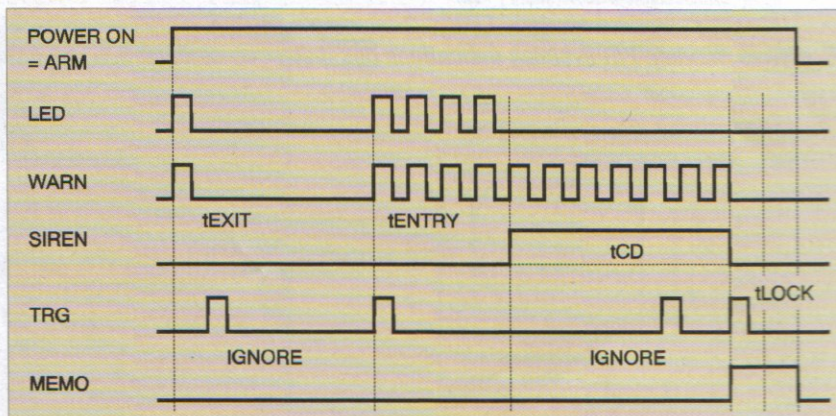 POWER ON
= ARM
LED
WARN
tEXIT
tENTRY
SIREN
tCD
tLOCK
TRG
IGNORE
IGNORE
MEMO